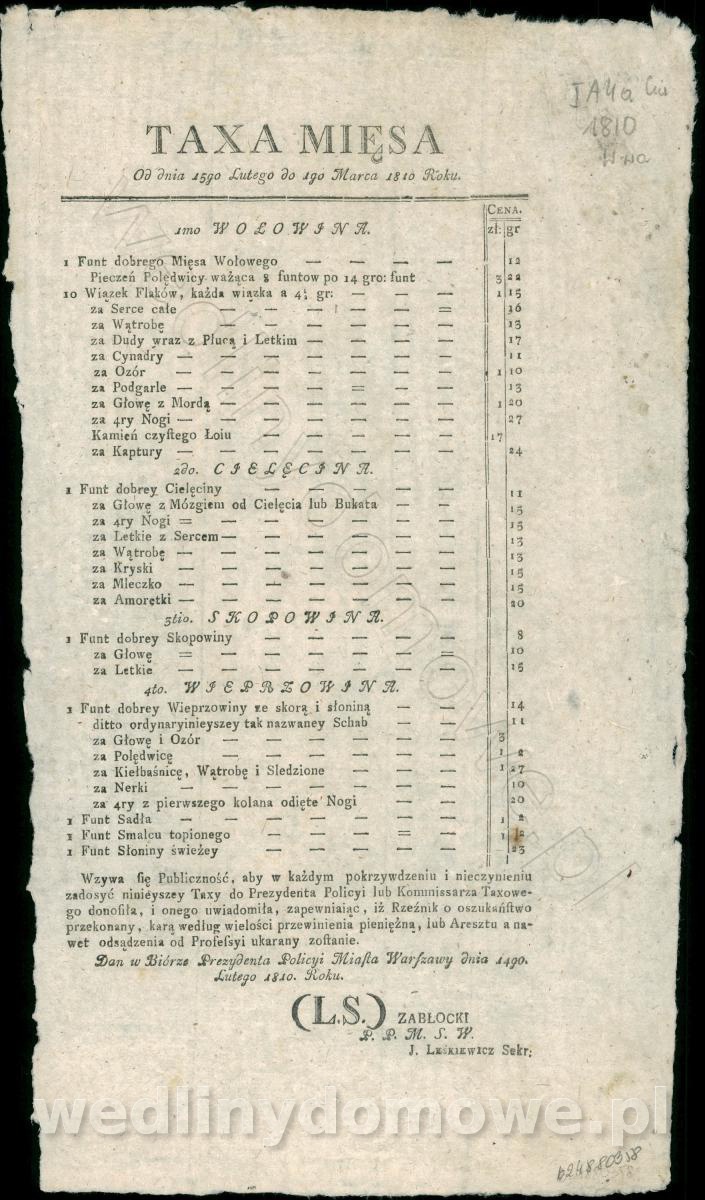 TAXA MIĘSA
Od dnia 15go Lutego do 1go Marca 1810 Roku.
CENA.
zł: gr
1mo WOŁOWINA.
1 Funt dobrego Mięsa Wołowego — — — — 12
Pieczeń Polędwicy ważąca 8 funtow po 14 gro: funt 3 22
10 Wiązek Flaków, każda wiązka a 4½ gr: — — — 1 15
za Serce całe — — — — = 36
za Wątrobę — — — — — 13
za Dudy wraz z Płucą i Letkim — — — — 17
za Cynadry — — — — — — 11
za Ozór — — — — — — 1 10
za Podgarle — — — = — — 13
za Głowę z Mordą — — — — — 1 20
za 4ry Nogi — — — — — — 27
Kamień czyſtego Łoiu — — — — — 17
za Kaptury — — — — — — 24
2do. CIELĘCINA.
1 Funt dobrey Cielęciny — — — — 11
za Głowę z Mózgiem od Cielęcia lub Bukata — — 15
za 4ry Nogi = — — — — — 15
za Letkie z Sercem — — — — — 13
za Wątrobę — — — — — — 13
za Kryski — — — — — — 15
za Mleczko — — — — — — 15
za Amoretki — — — — — — 20
3tio. SKOPOWINA.
1 Funt dobrey Skopowiny — — — — 8
za Głowę = — — — — = 10
za Letkie — — — — — — 15
4to. WIEPRZOWINA.
1 Funt dobrey Wieprzowiny ze skorą i słoniną — — 14
ditto ordynaryinieyszey tak nazwaney Schab — — 11
za Głowę i Ozór — — — — — 3
za Polędwicę — — — — — 1 2
za Kiełbaśnicę, Wątrobę i Sledzione — — — 1 27
za Nerki — — — — — — 10
za 4ry z pierwszego kolana odięte Nogi — — 20
1 Funt Sadła — — — — — — 1 2
1 Funt Smalcu topionego — — = — 1 12
1 Funt Słoniny świeżey — — — — 23
Wzywa ſię Publiczność, aby w każdym pokrzywdzeniu i nieczynieniu
zadosyć ninieyszey Taxy do Prezydenta Policyi lub Kommissarza Taxowe-
go donoſiła, i onego uwiadomiła, zapewniaiąc, iż Rzeźnik o oszukańſtwo
przekonany, karą według wielości przewinienia pieniężną, lub Aresztu a na-
wet odsądzenia od Profeſsyi ukarany zoſtanie.
Dan w Biórze Prezydenta Policyi Miaſta Warſzawy dnia 14go.
Lutego 1810. Roku.
(L.S.) ZABŁOCKI
P. P. M. S. W.
J. LEŚKIEWICZ Sekr:
1810
wedlinydomowe.pl
wedlinydomowe.pl